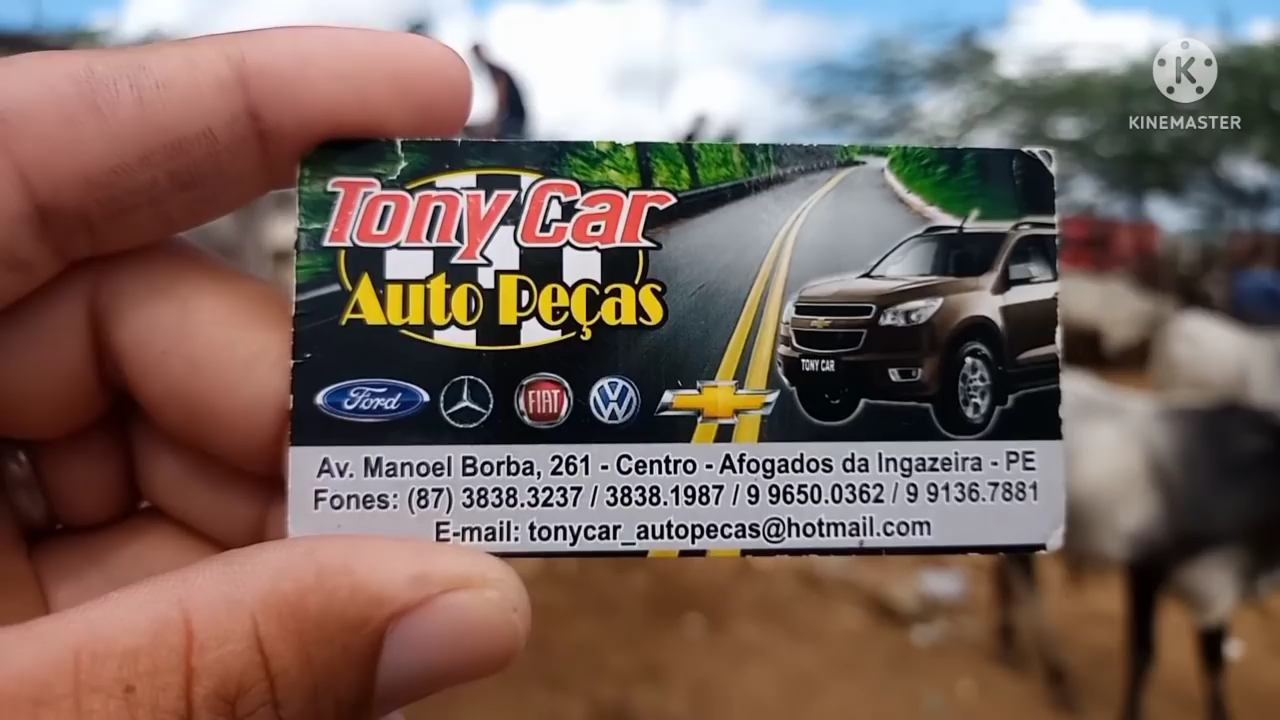 K
KINEMASTER
Tony Car
Auto Peças
TONY CAR
Ford
FIAT
Av. Manoel Borba, 261 - Centro - Afogados da Ingazeira - PE
Fones: (87) 3838.3237 / 3838.1987 / 9 9650.0362 / 9 9136.7881
E-mail: tonycar_autopecas@hotmail.com